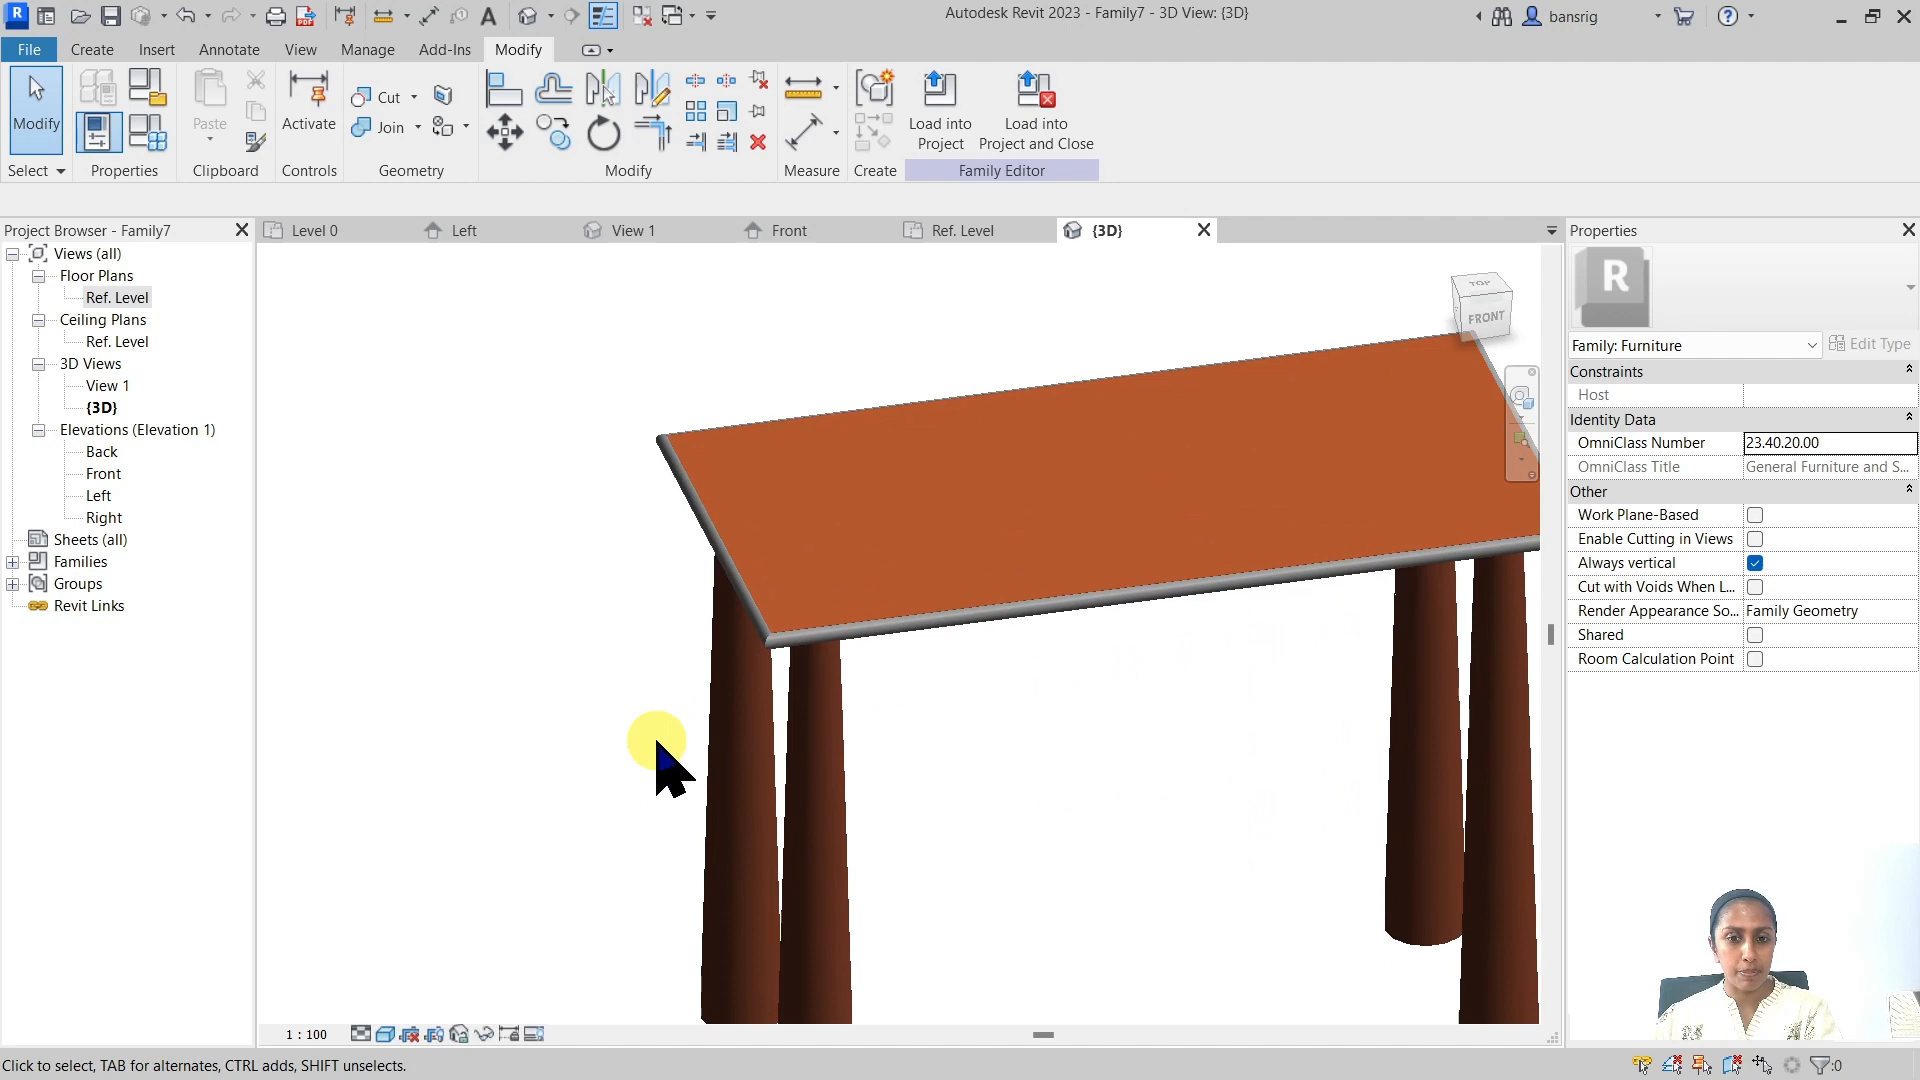 Autodesk Revit 2023 - Family7 - 3D View: {3D}
bansrig
File
Create
Insert
Annotate
View
Manage
Add-Ins
Modify
Modify
Paste
Activate
Cut
Join
Load into
Project
Load into
Project and Close
Select
Properties
Clipboard
Controls
Geometry
Modify
Measure
Create
Family Editor
Project Browser - Family7
Level 0
Left
View 1
Front
Ref. Level
{3D}
Properties
Views (all)
Floor Plans
Ref. Level
Ceiling Plans
Ref. Level
3D Views
View 1
{3D}
Elevations (Elevation 1)
Back
Front
Left
Right
Sheets (all)
Families
Groups
Revit Links
TOP
FRONT
R
Family: Furniture
Edit Type
Constraints
Host
Identity Data
OmniClass Number
23.40.20.00
OmniClass Title
General Furniture and S...
Other
Work Plane-Based
Enable Cutting in Views
Always vertical
Cut with Voids When L...
Render Appearance So...
Family Geometry
Shared
Room Calculation Point
1 : 100
Click to select, TAB for alternates, CTRL adds, SHIFT unselects.
:0